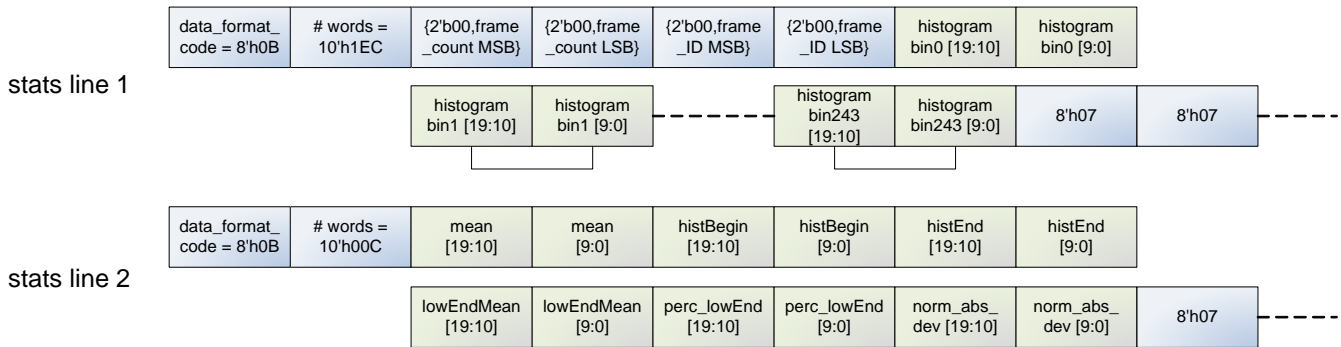 stats line 1
data_format_
code = 8'h0B
# words =
10'h1EC
{2'b00,frame
_count MSB}
{2'b00,frame
_count LSB}
{2'b00,frame
_ID MSB}
{2'b00,frame
_ID LSB}
histogram
bin0 [19:10]
histogram
bin0 [9:0]
histogram
bin1 [19:10]
histogram
bin1 [9:0]
histogram
bin243
[19:10]
histogram
bin243 [9:0]
8'h07
8'h07
stats line 2
data_format_
code = 8'h0B
# words =
10'h00C
mean
[19:10]
mean
[9:0]
histBegin
[19:10]
histBegin
[9:0]
histEnd
[19:10]
histEnd
[9:0]
lowEndMean
[19:10]
lowEndMean
[9:0]
perc_lowEnd
[19:10]
perc_lowEnd
[9:0]
norm_abs_
dev [19:10]
norm_abs_
dev [9:0]
8'h07